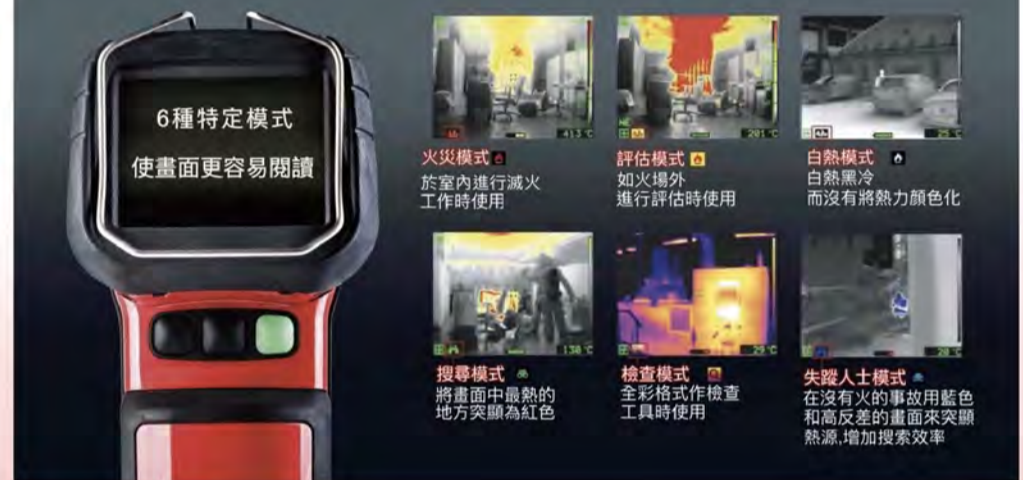 6種特定模式
使畫面更容易閱讀
413 °C
火災模式
於室內進行滅火
工作時使用
201 °C
評估模式
如火場外
進行評估時使用
25 °C
白熱模式
白熱黑冷
而沒有將熱力顏色化
130 °C
搜尋模式
將畫面中最熱的
地方突顯為紅色
29 °C
檢查模式
全彩格式作檢查
工具時使用
20 °C
失蹤人士模式
在沒有火的事故用藍色
和高反差的畫面來突顯
熱源,增加搜索效率